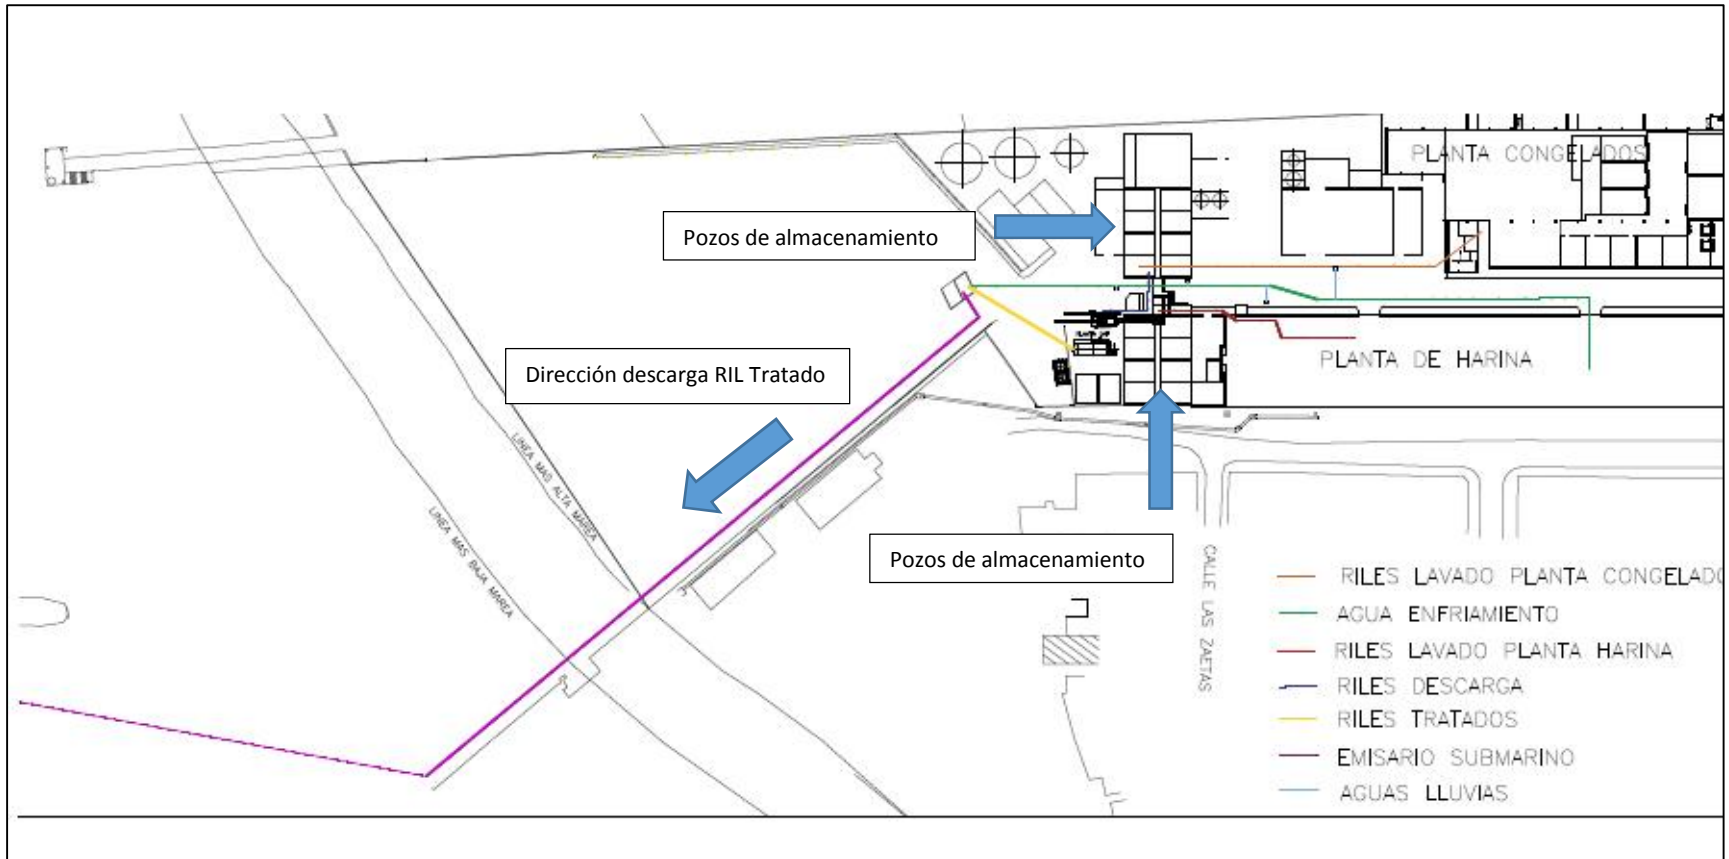 PLANTA CONGELADOS
Pozos de almacenamiento
PLANTA DE HARINA
Dirección descarga RIL Tratado
LINEA MAS ALTA MAREA
LINEA MAS BAJA MAREA
Pozos de almacenamiento
CALLE LAS ZAETAS
RILES LAVADO PLANTA CONGELADO
AGUA ENFRIAMIENTO
RILES LAVADO PLANTA HARINA
RILES DESCARGA
RILES TRATADOS
EMISARIO SUBMARINO
AGUAS LLUVIAS